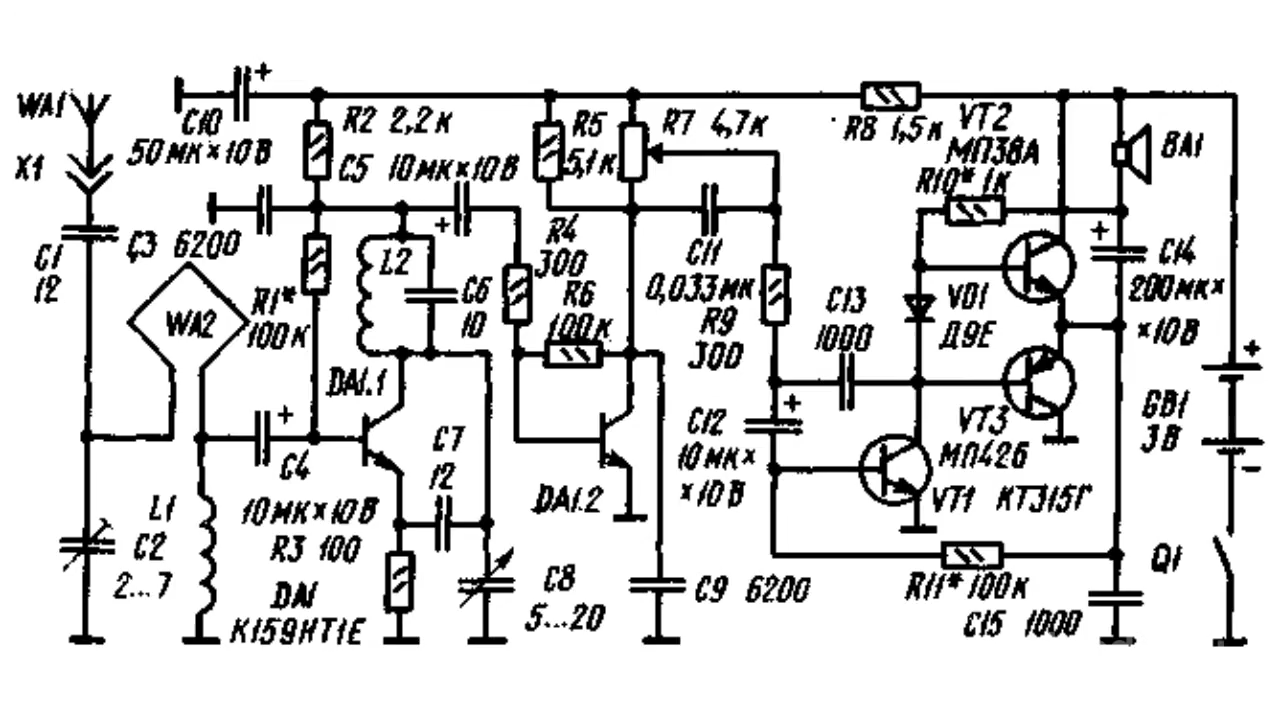 WA1
X1
C1
12
C10
50мк×10В
+
R2 2,2к
C5 10мк×10В
+
C3 6200
WA2
R1*
100к
L2
C6
10
R4
300
R6
100к
R5
5,1к
R7 4,7к
C11
0,033мк
R9
300
R8 1,5к
VT2
МП38А
R10* 1к
BA1
+
C14
200мк×
×10В
C13
1000
VD1
Д9Е
VT3
МП42Б
VT1 КТ315Г
+
C12
10мк×
×10В
+
GB1
3В
−
Q1
DA1.1
C7
12
DA1.2
+
C4
10мк×10В
R3 100
DA1
К159НТ1Е
L1
C2
2...7
C8
5...20
C9 6200
R11* 100к
C15 1000